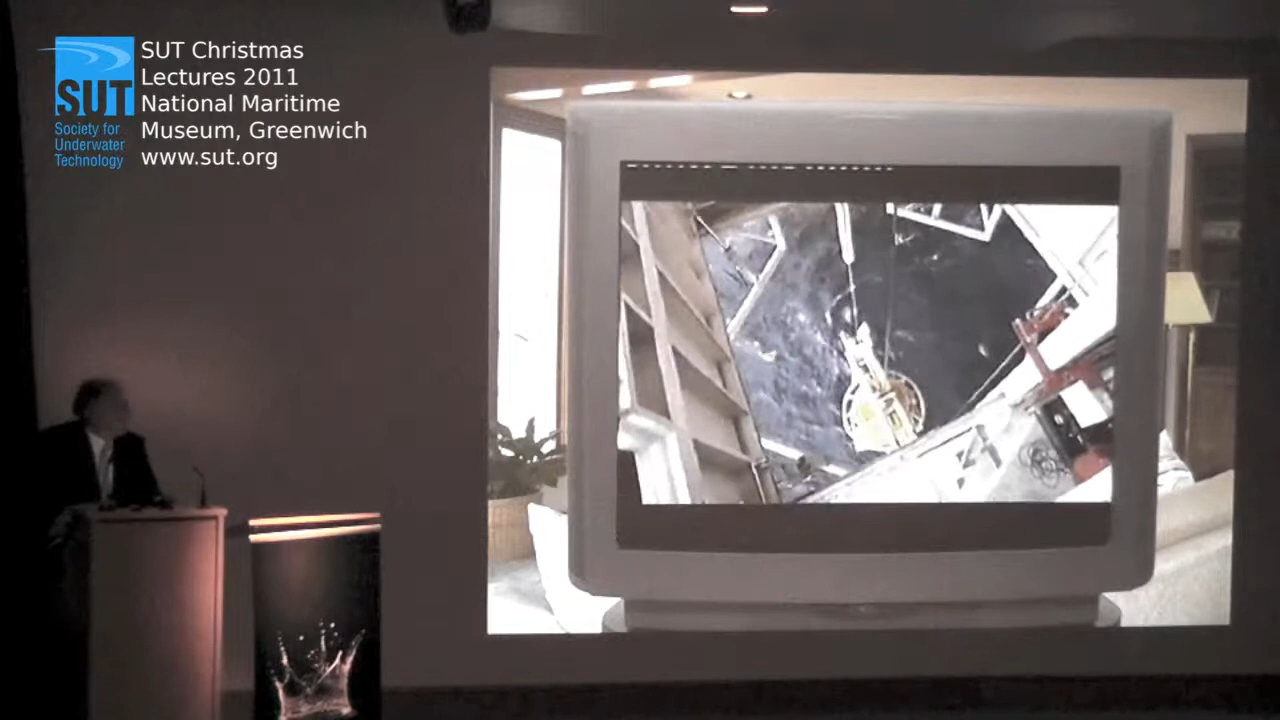 SUT Christmas
Lectures 2011
National Maritime
Museum, Greenwich
www.sut.org
SUT
Society for
Underwater
Technology